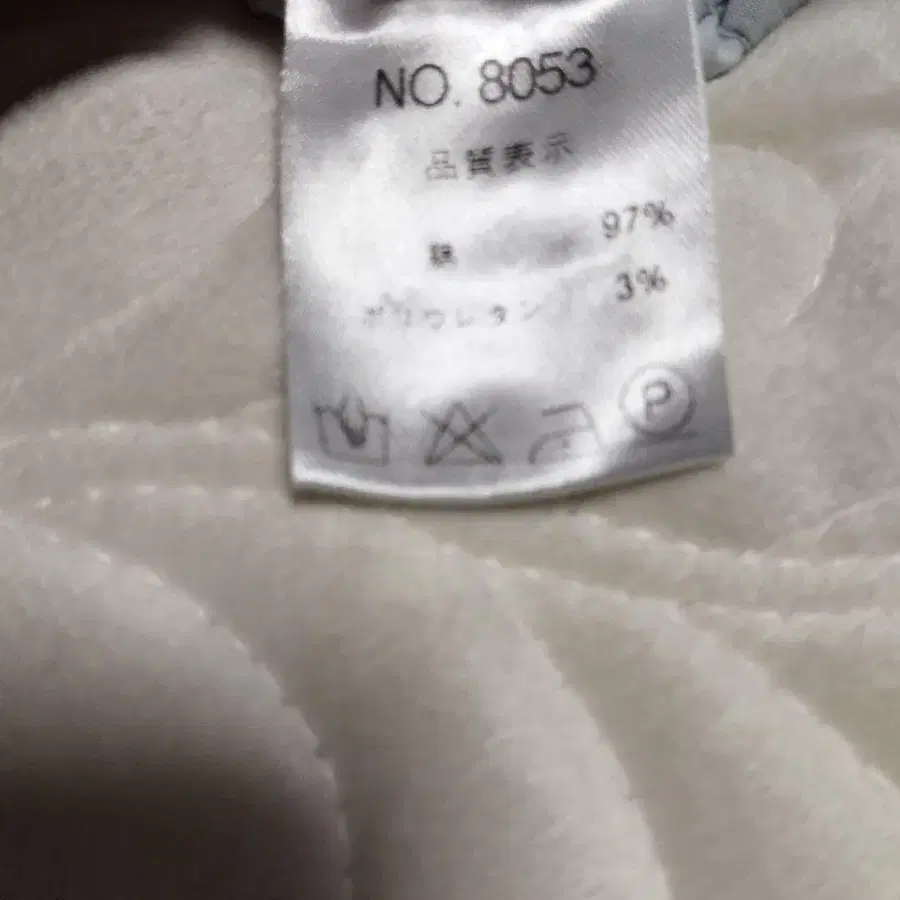 NO. 8053
品質表示
綿 97%
ポリウレタン 3%
P